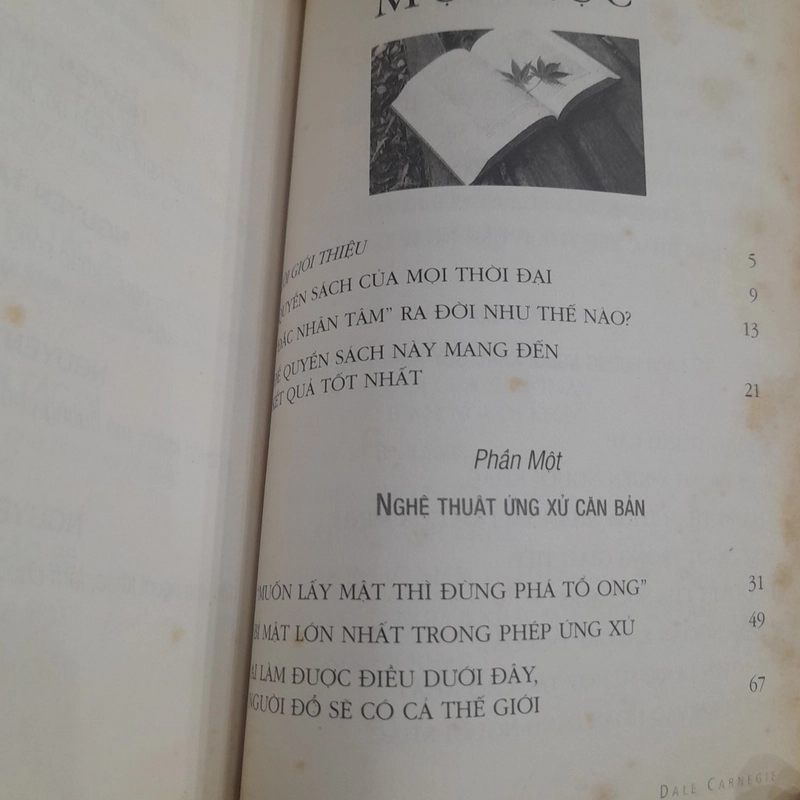 GIỚI THIỆU 5
QUYỂN SÁCH CỦA MỌI THỜI ĐẠI 9
ĐẮC NHÂN TÂM” RA ĐỜI NHƯ THẾ NÀO? 13
ĐỂ QUYỂN SÁCH NÀY MANG ĐẾN
KẾT QUẢ TỐT NHẤT 21
Phần Một
NGHỆ THUẬT ỨNG XỬ CĂN BẢN
“MUỐN LẤY MẬT THÌ ĐỪNG PHÁ TỔ ONG” 31
BÍ MẬT LỚN NHẤT TRONG PHÉP ỨNG XỬ 49
AI LÀM ĐƯỢC ĐIỀU DƯỚI ĐÂY, 67
NGƯỜI ĐÓ SẼ CÓ CẢ THẾ GIỚI
DALE CARNEGIE